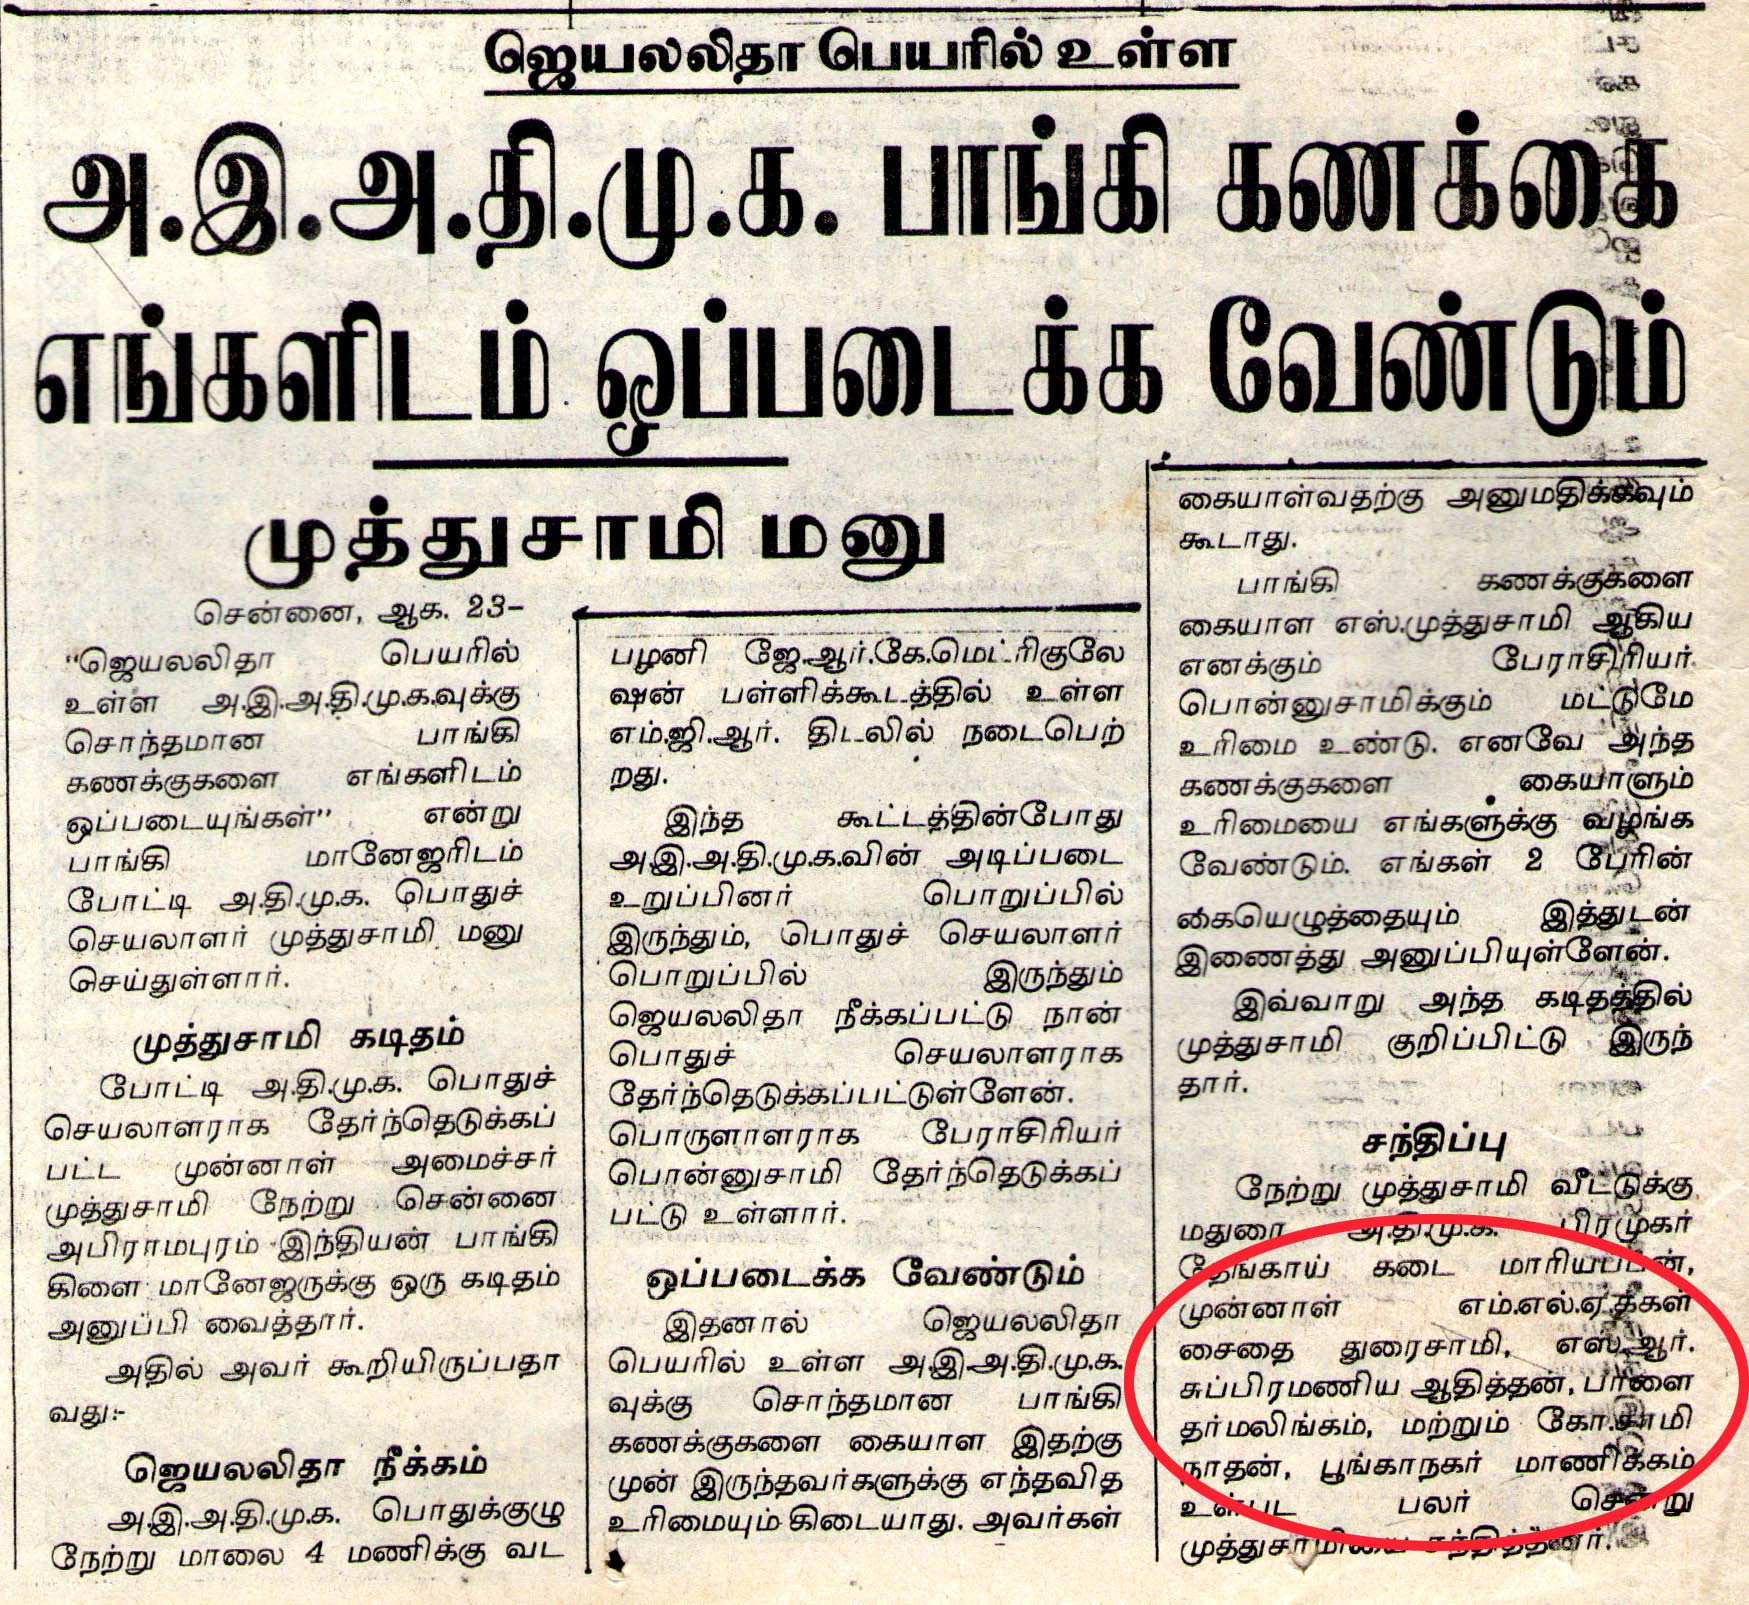 ஜெயலலிதா பெயரில் உள்ள
அ.இ.அ.தி.மு.க. பாங்கி கணக்கை
எங்களிடம் ஒப்படைக்க வேண்டும்
முத்துசாமி மனு
சென்னை, ஆக. 23-
"ஜெயலலிதா பெயரில்
உள்ள அ.இ.அ.தி.மு.க.வுக்கு
சொந்தமான பாங்கி
கணக்குகளை எங்களிடம்
ஒப்படையுங்கள்" என்று
பாங்கி மானேஜரிடம்
போட்டி அ.தி.மு.க. பொதுச்
செயலாளர் முத்துசாமி மனு
செய்துள்ளார்.
முத்துசாமி கடிதம்
போட்டி அ.தி.மு.க. பொதுச்
செயலாளராக தேர்ந்தெடுக்கப்
பட்ட முன்னாள் அமைச்சர்
முத்துசாமி நேற்று சென்னை
அபிராமபுரம் இந்தியன் பாங்கி
கிளை மானேஜருக்கு ஒரு கடிதம்
அனுப்பி வைத்தார்.
அதில் அவர் கூறியிருப்பதா
வது:-
ஜெயலலிதா நீக்கம்
அ.இ.அ.தி.மு.க. பொதுக்குழு
நேற்று மாலை 4 மணிக்கு வட
பழனி ஜே.ஆர்.கே.மெட்ரிகுலே
ஷன் பள்ளிக்கூடத்தில் உள்ள
எம்.ஜி.ஆர். திடலில் நடைபெற்
றது.
இந்த கூட்டத்தின்போது
அ.இ.அ.தி.மு.க.வின் அடிப்படை
உறுப்பினர் பொறுப்பில்
இருந்தும், பொதுச் செயலாளர்
பொறுப்பில் இருந்தும்
ஜெயலலிதா நீக்கப்பட்டு நான்
பொதுச் செயலாளராக
தேர்ந்தெடுக்கப்பட்டுள்ளேன்.
பொருளாளராக பேராசிரியர்
பொன்னுசாமி தேர்ந்தெடுக்கப்
பட்டு உள்ளார்.
ஒப்படைக்க வேண்டும்
இதனால் ஜெயலலிதா
பெயரில் உள்ள அ.இ.அ.தி.மு.க.
வுக்கு சொந்தமான பாங்கி
கணக்குகளை கையாள இதற்கு
முன் இருந்தவர்களுக்கு எந்தவித
உரிமையும் கிடையாது. அவர்கள்
கையாள்வதற்கு அனுமதிக்கவும்
கூடாது.
பாங்கி கணக்குகளை
கையாள எஸ்.முத்துசாமி ஆகிய
எனக்கும் பேராசிரியர்
பொன்னுசாமிக்கும் மட்டுமே
உரிமை உண்டு. எனவே அந்த
கணக்குகளை கையாளும்
உரிமையை எங்களுக்கு வழங்க
வேண்டும். எங்கள் 2 பேரின்
கையெழுத்தையும் இத்துடன்
இணைத்து அனுப்பியுள்ளேன்.
இவ்வாறு அந்த கடிதத்தில்
முத்துசாமி குறிப்பிட்டு இருந்
தார்.
சந்திப்பு
நேற்று முத்துசாமி வீட்டுக்கு
மதுரை அ.தி.மு.க. பிரமுகர்
தேங்காய் கடை மாரியப்பன்,
முன்னாள் எம்.எல்.ஏ.க்கள்
சைதை துரைசாமி, எஸ்.ஆர்.
சுப்பிரமணிய ஆதித்தன், பாளை
தர்மலிங்கம், மற்றும் கோ.சாமி
நாதன், பூங்காநகர் மாணிக்கம்
உள்பட பலர் சென்று
முத்துசாமியை சந்தித்தனர்.